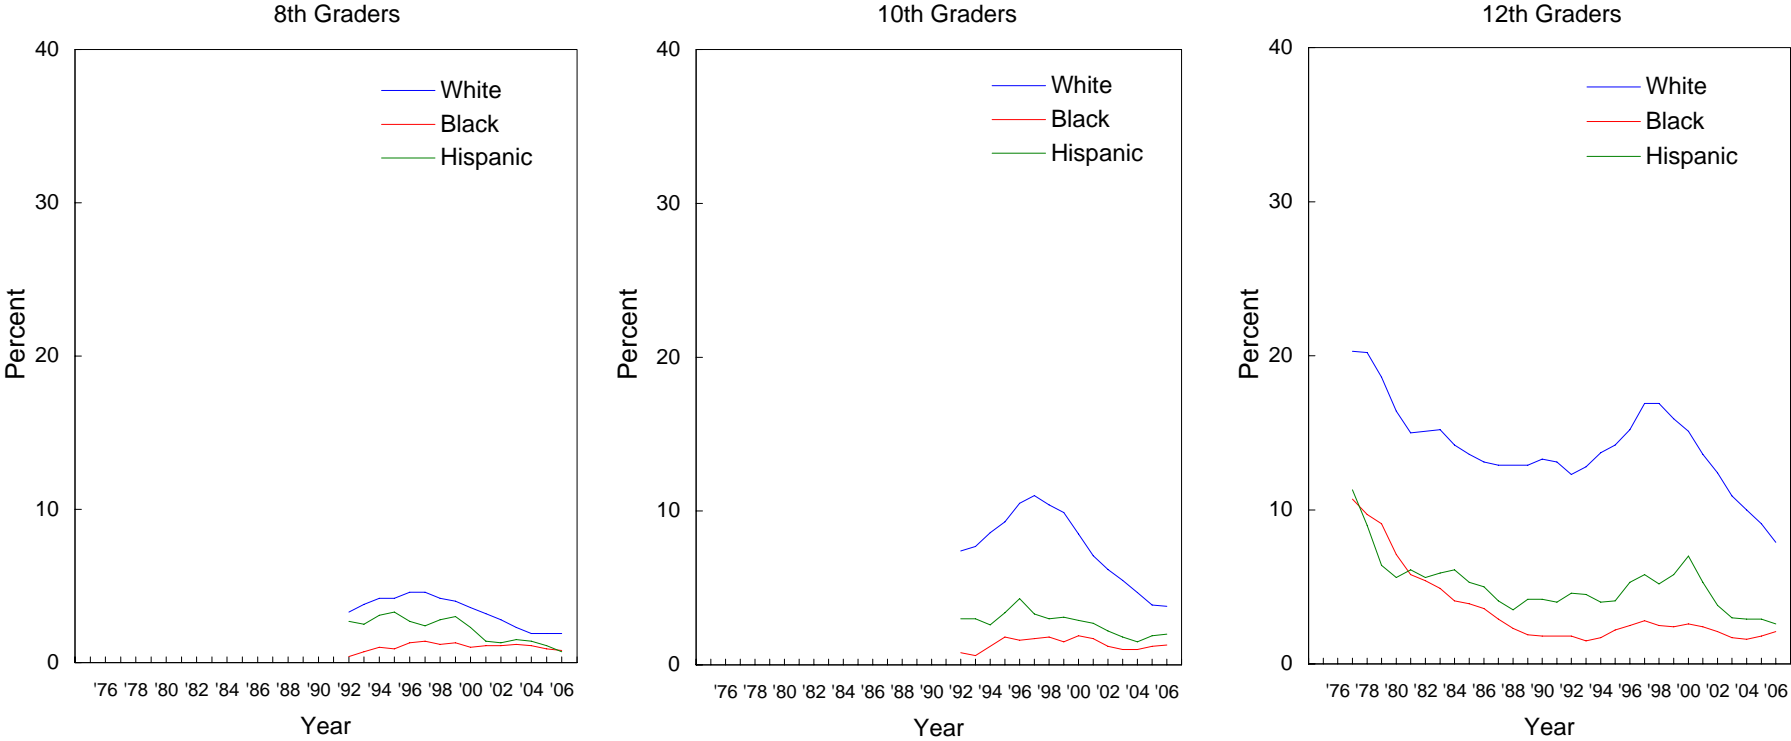 8th Graders
40
30
20
10
0
Percent
White
Black
Hispanic
'76 '78 '80 '82 '84 '86 '88 '90 '92 '94 '96 '98 '00 '02 '04 '06
Year
10th Graders
40
30
20
10
0
Percent
White
Black
Hispanic
'76 '78 '80 '82 '84 '86 '88 '90 '92 '94 '96 '98 '00 '02 '04 '06
Year
12th Graders
40
30
20
10
0
Percent
White
Black
Hispanic
'76 '78 '80 '82 '84 '86 '88 '90 '92 '94 '96 '98 '00 '02 '04 '06
Year